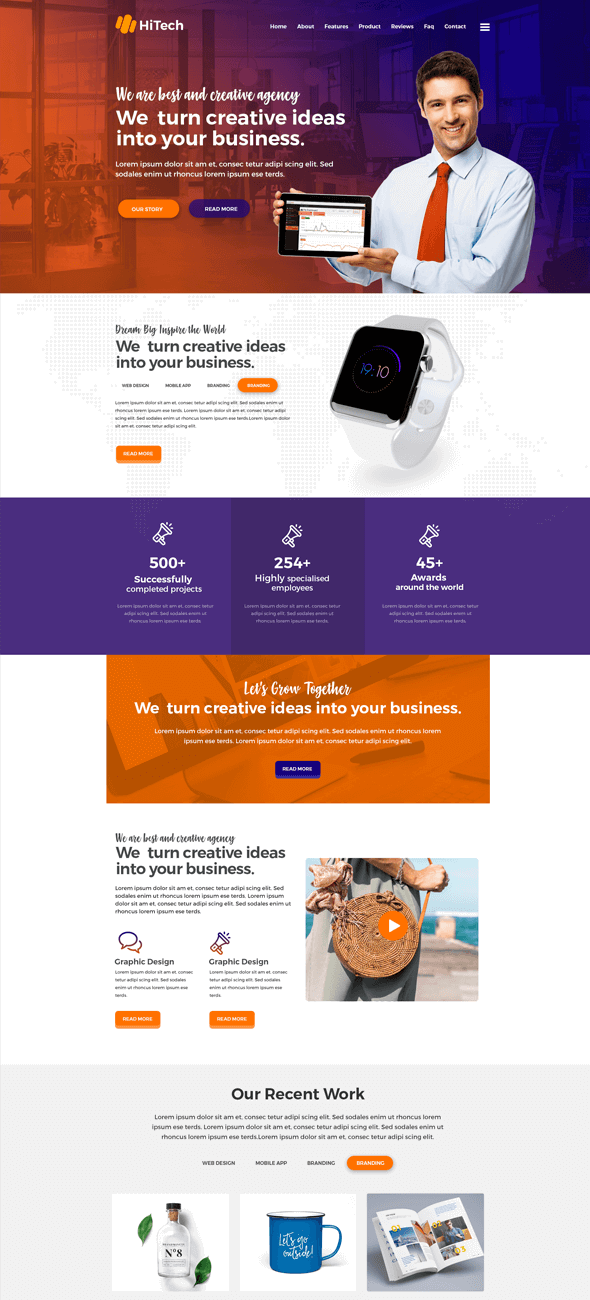 HiTech
Home About Features Product Reviews Faq Contact
We are best and creative agency
We turn creative ideas
into your business.
Lorem ipsum dolor sit am et, consec tetur adipi scing elit. Sed
sodales enim ut rhoncus lorem ipsum ese terds.
OUR STORY READ MORE
Dream Big Inspire the World
We turn creative ideas
into your business.
WEB DESIGN MOBILE APP BRANDING BRANDING
Lorem ipsum dolor sit am et, consec tetur adipi scing elit. Sed sodales enim ut
rhoncus lorem ipsum ese terds. Lorem ipsum dolor sit am et, consec tetur adipi
scing elit. Sed sodales enim ut rhoncus lorem ipsum ese terds.Lorem ipsum dolor
sit am et, consec tetur adipi scing elit.
READ MORE
19:10
500+
Successfully
completed projects
Lorem ipsum dolor sit am et, consec tetur
adipi scing elit. Sed sodales enim ut
rhoncus lorem ipsum ese terds.
254+
Highly specialised
employees
Lorem ipsum dolor sit am et, consec tetur
adipi scing elit. Sed sodales enim ut
rhoncus lorem ipsum ese terds.
45+
Awards
around the world
Lorem ipsum dolor sit am et, consec tetur
adipi scing elit. Sed sodales enim ut
rhoncus lorem ipsum ese terds.
Let's Grow Together
We turn creative ideas into your business.
Lorem ipsum dolor sit am et, consec tetur adipi scing elit. Sed sodales enim ut rhoncus lorem
ipsum ese terds. Lorem ipsum dolor sit am et, consec tetur adipi scing elit.
READ MORE
We are best and creative agency
We turn creative ideas
into your business.
Lorem ipsum dolor sit am et, consec tetur adipi scing elit. Sed
sodales enim ut rhoncus lorem ipsum ese terds. Lorem
ipsum dolor sit am et, consec tetur adipi scing elit. Sed
sodales enim ut rhoncus lorem ipsum ese terds.
Graphic Design
Lorem ipsum dolor sit am et, consec
tetur adipi scing elit. Sed sodales
enim ut rhoncus lorem ipsum ese
terds.
READ MORE
Graphic Design
Lorem ipsum dolor sit am et, consec
tetur adipi scing elit. Sed sodales
enim ut rhoncus lorem ipsum ese
terds.
READ MORE
Our Recent Work
Lorem ipsum dolor sit am et, consec tetur adipi scing elit. Sed sodales enim ut
rhoncus lorem ipsum ese terds. Lorem ipsum dolor sit am et, consec tetur adipi scing elit. Sed sodales enim ut
rhoncus lorem ipsum ese terds.Lorem ipsum dolor sit am et, consec tetur adipi scing elit.
WEB DESIGN MOBILE APP BRANDING BRANDING
Nº8
Let's go
outside!
01
02
03